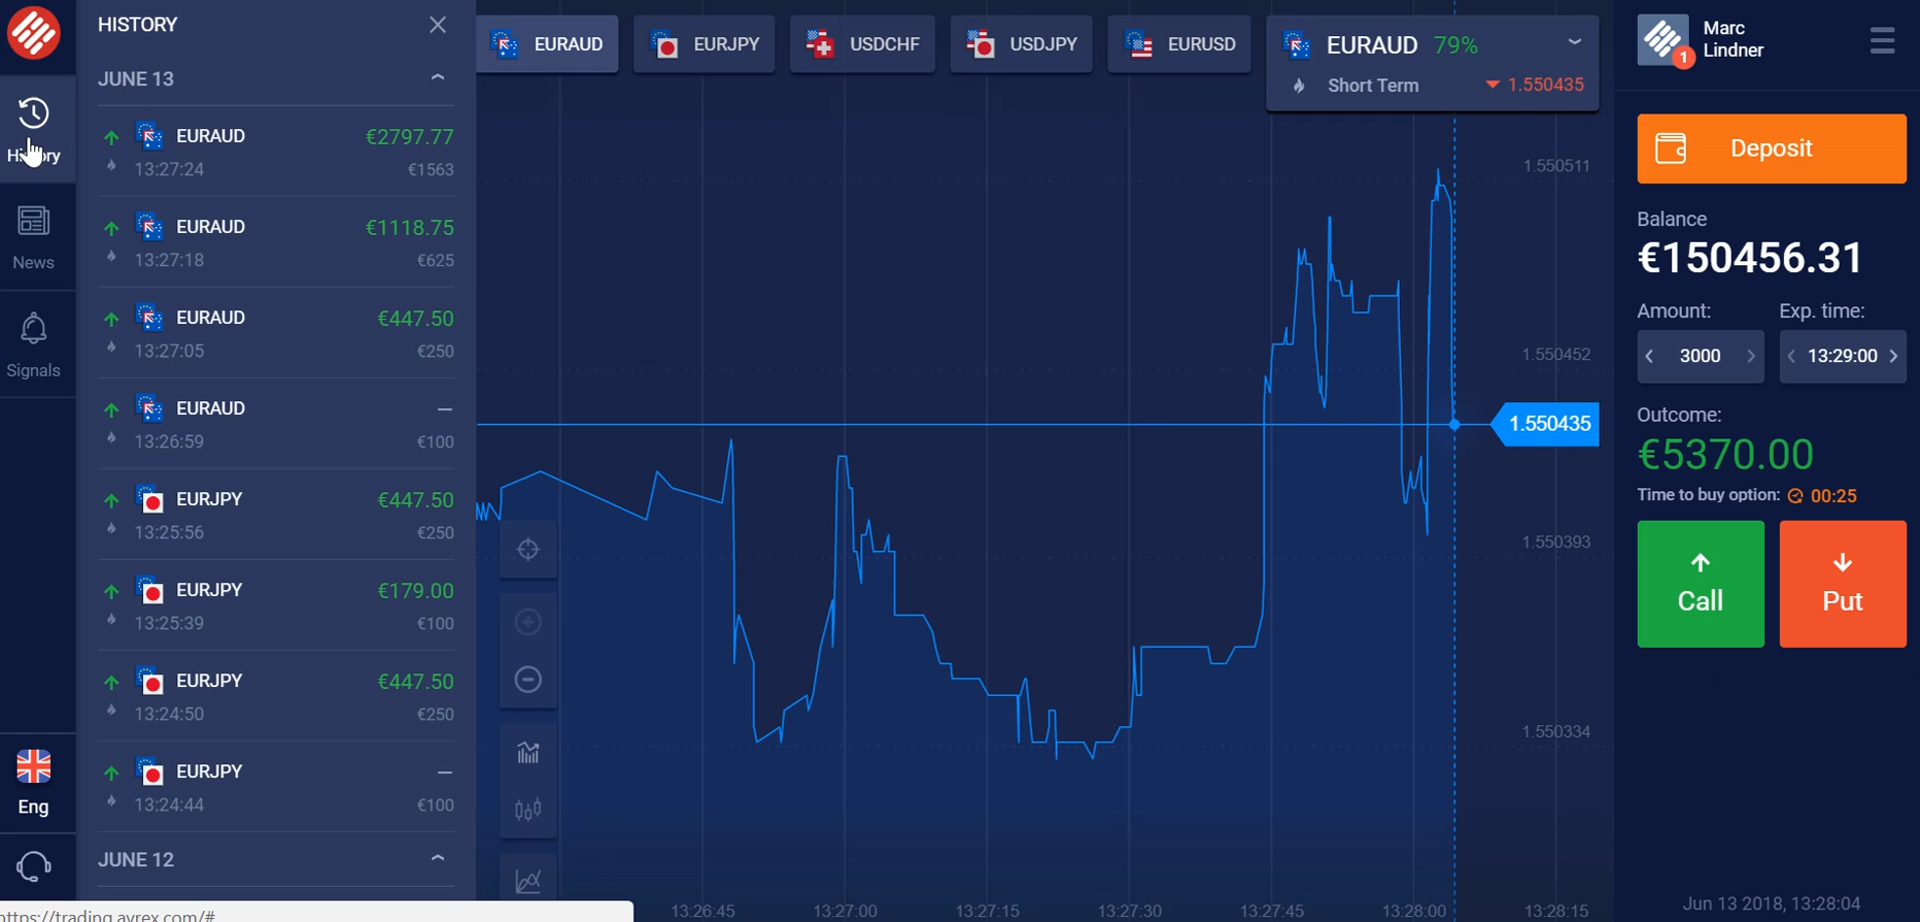 HISTORY
JUNE 13
EURAUD €2797.77
13:27:24 €1563
EURAUD €1118.75
13:27:18 €625
EURAUD €447.50
13:27:05 €250
EURAUD –
13:26:59 €100
EURJPY €447.50
13:25:56 €250
EURJPY €179.00
13:25:39 €100
EURJPY €447.50
13:24:50 €250
EURJPY –
13:24:44 €100
JUNE 12
History
News
Signals
Eng
https://trading.ayrex.com/#
EURAUD
EURJPY
USDCHF
USDJPY
EURUSD
EURAUD 79%
Short Term 1.550435
1.550511
1.550452
1.550435
1.550393
1.550334
13:26:45
13:27:00
13:27:15
13:27:30
13:27:45
13:28:00
13:28:15
1
Marc
Lindner
Deposit
Balance
€150456.31
Amount: Exp. time:
3000 13:29:00
Outcome:
€5370.00
Time to buy option: 00:25
Call
Put
Jun 13 2018, 13:28:04